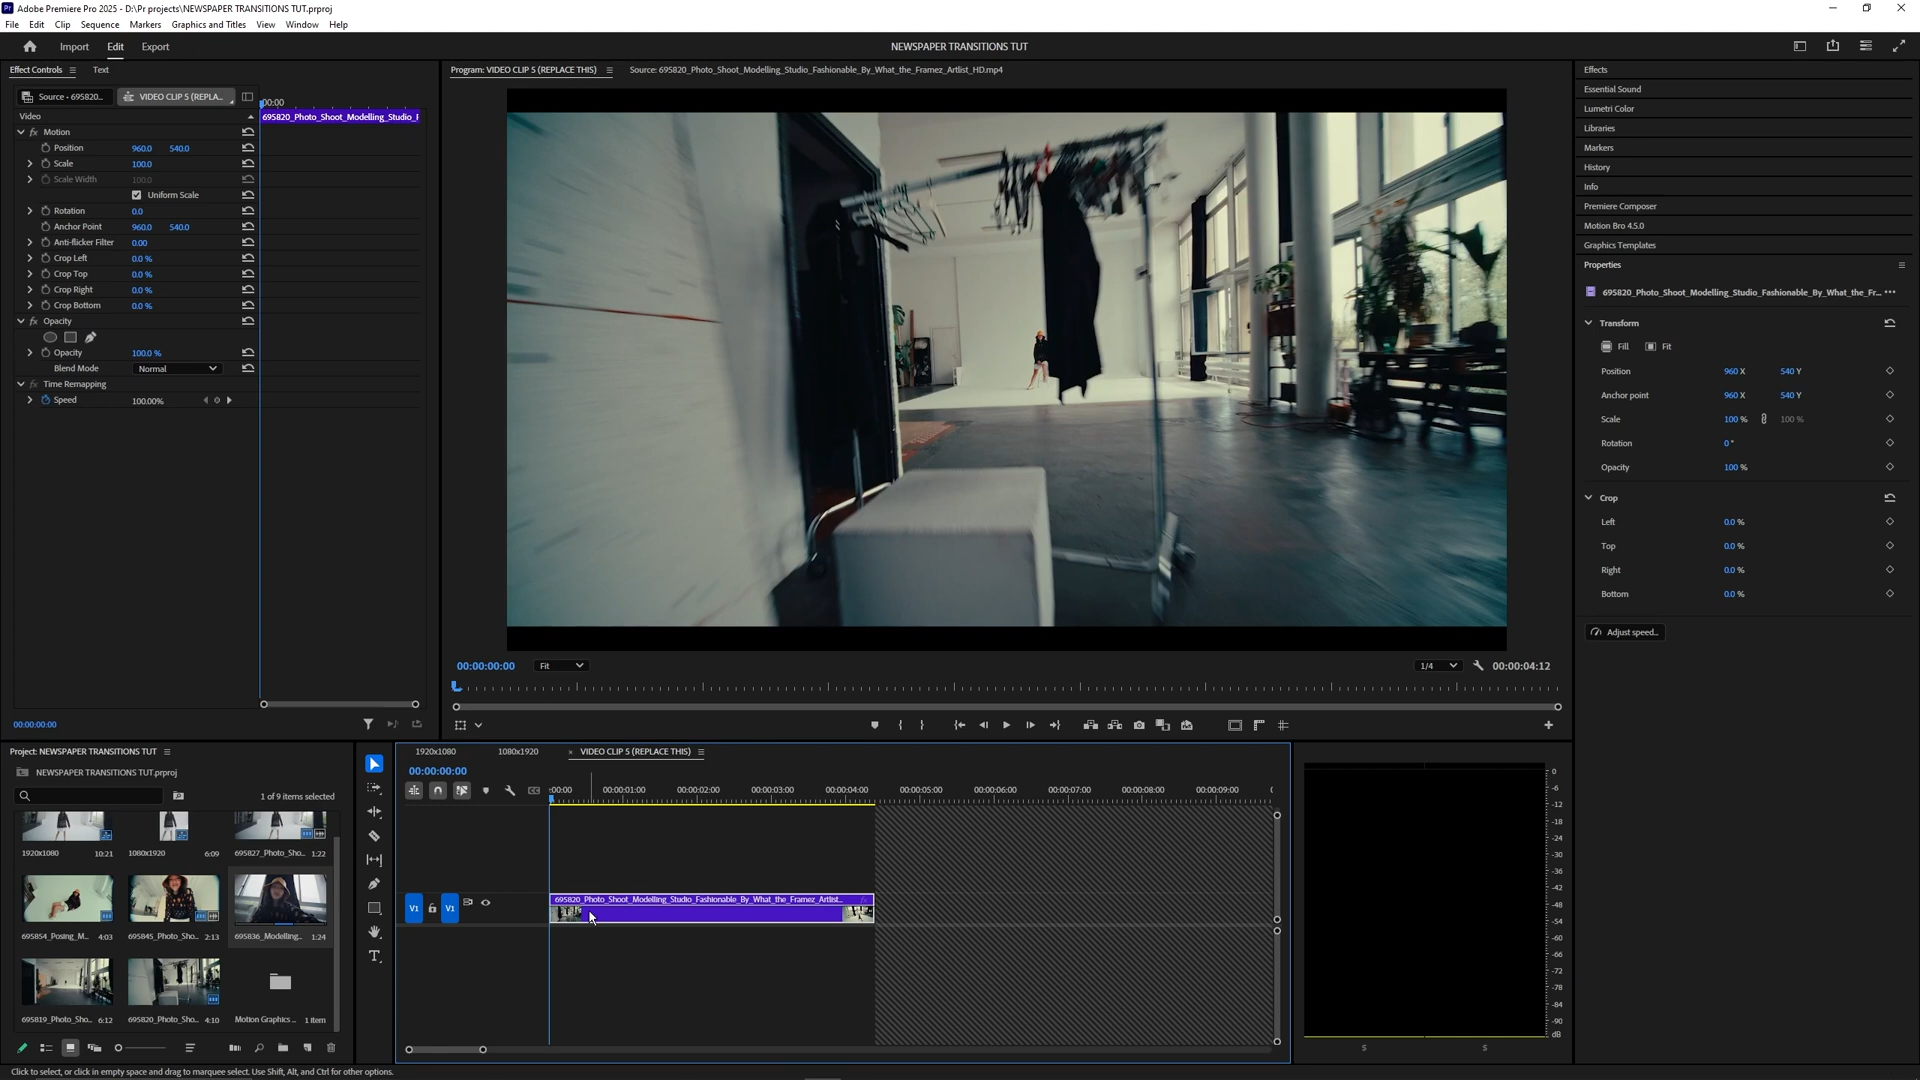 Adobe Premiere Pro 2025 - D:\Pr projects\NEWSPAPER TRANSITIONS TUT.prproj
File Edit Clip Sequence Markers Graphics and Titles View Window Help
Import Edit Export
NEWSPAPER TRANSITIONS TUT
Effect Controls Text
Source • 695820... VIDEO CLIP 5 (REPLA...
:00:00
Video
695820_Photo_Shoot_Modelling_Studio_F
Motion
Position 960.0 540.0
Scale 100.0
Scale Width 100.0
Uniform Scale
Rotation 0.0
Anchor Point 960.0 540.0
Anti-flicker Filter 0.00
Crop Left 0.0 %
Crop Top 0.0 %
Crop Right 0.0 %
Crop Bottom 0.0 %
Opacity
Opacity 100.0 %
Blend Mode Normal
Time Remapping
Speed 100.00%
00:00:00:00
Program: VIDEO CLIP 5 (REPLACE THIS) Source: 695820_Photo_Shoot_Modelling_Studio_Fashionable_By_What_the_Framez_Artlist_HD.mp4
00:00:00:00 Fit 1/4 00:00:04:12
Effects
Essential Sound
Lumetri Color
Libraries
Markers
History
Info
Premiere Composer
Motion Bro 4.5.0
Graphics Templates
Properties
695820_Photo_Shoot_Modelling_Studio_Fashionable_By_What_the_Fr...
Transform
Fill Fit
Position 960 X 540 Y
Anchor point 960 X 540 Y
Scale 100 % 100 %
Rotation 0 °
Opacity 100 %
Crop
Left 0.0 %
Top 0.0 %
Right 0.0 %
Bottom 0.0 %
Adjust speed...
Project: NEWSPAPER TRANSITIONS TUT
NEWSPAPER TRANSITIONS TUT.prproj
1 of 9 items selected
1920x1080 10:21 1080x1920 6:09 695827_Photo_Sho... 1:22
695854_Posing_M... 4:03 695845_Photo_Sho... 2:13 695836_Modelling... 1:24
695819_Photo_Sho... 6:12 695820_Photo_Sho... 4:10 Motion Graphics ... 1 item
1920x1080 1080x1920 × VIDEO CLIP 5 (REPLACE THIS)
00:00:00:00
:00:00 00:00:01:00 00:00:02:00 00:00:03:00 00:00:04:00 00:00:05:00 00:00:06:00 00:00:07:00 00:00:08:00 00:00:09:00
V1 V1
695820_Photo_Shoot_Modelling_Studio_Fashionable_By_What_the_Framez_Artlist... fx
0
-6
-12
-18
-24
-30
-36
-42
-48
-54
-60
-66
-72
-78
-84
-90
dB
S S
Click to select, or click in empty space and drag to marquee select. Use Shift, Alt, and Ctrl for other options.